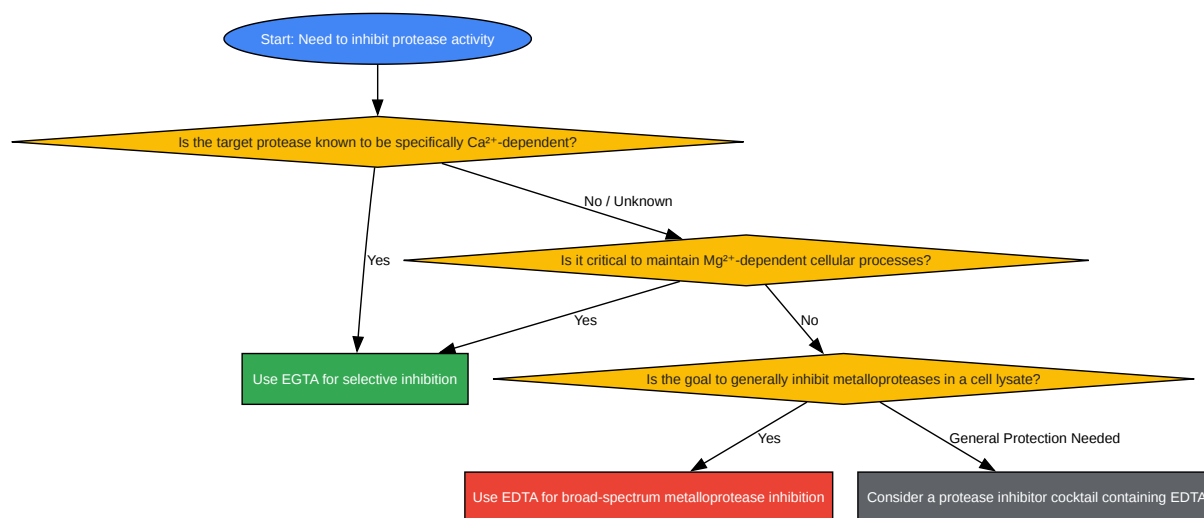 Start: Need to inhibit protease activity
Is the target protease known to be specifically Ca²⁺-dependent?
No / Unknown
Yes
Is it critical to maintain Mg²⁺-dependent cellular processes?
Yes
No
Use EGTA for selective inhibition
Is the goal to generally inhibit metalloproteases in a cell lysate?
Yes
General Protection Needed
Use EDTA for broad-spectrum metalloprotease inhibition
Consider a protease inhibitor cocktail containing EDTA